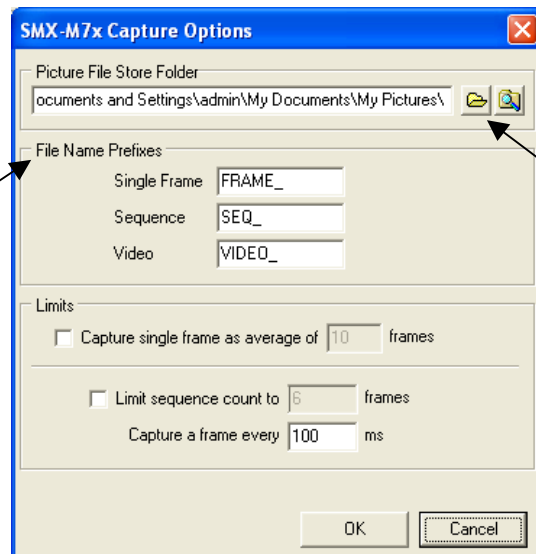 SMX-M7x Capture Options
Picture File Store Folder
ocuments and Settings\admin\My Documents\My Pictures\
File Name Prefixes
Single Frame FRAME_
Sequence SEQ_
Video VIDEO_
Limits
Capture single frame as average of 10 frames
Limit sequence count to 6 frames
Capture a frame every 100 ms
OK Cancel